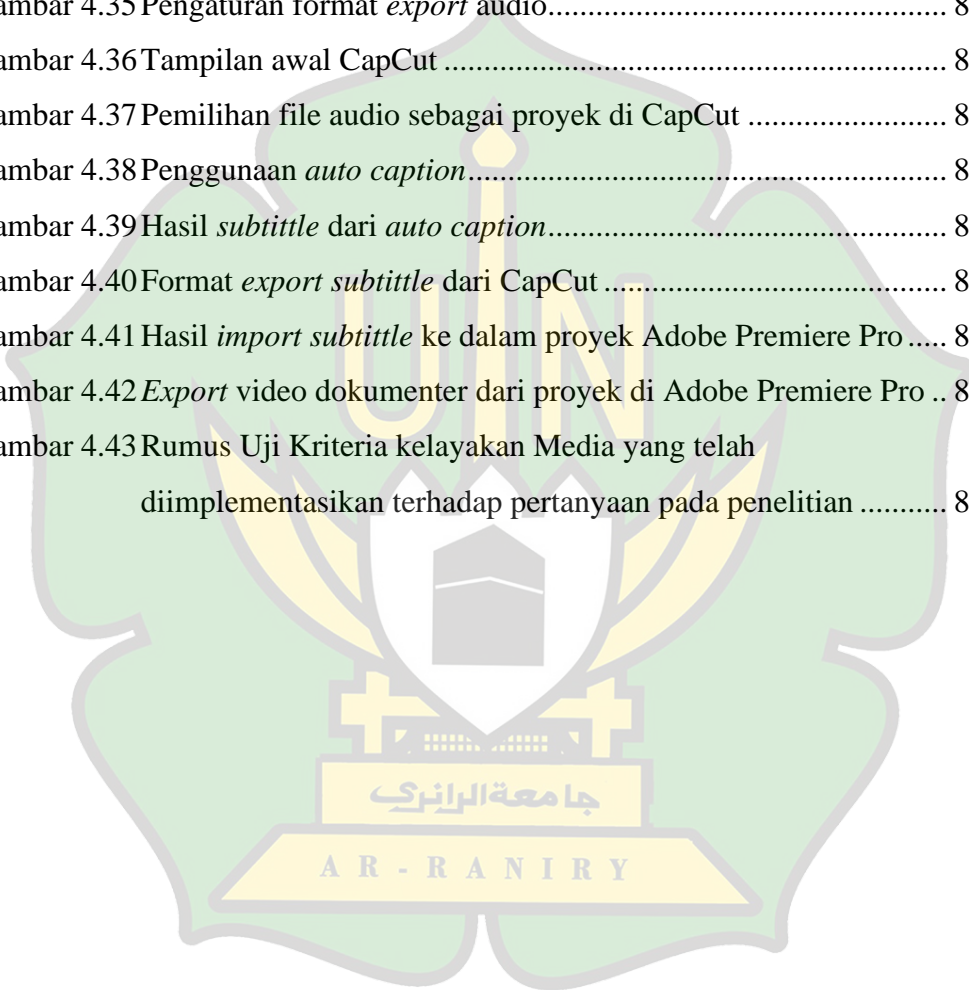 ambar 4.35 Pengaturan format export audio.................................................. 8
ambar 4.36 Tampilan awal CapCut ............................................................... 8
ambar 4.37 Pemilihan file audio sebagai proyek di CapCut ......................... 8
ambar 4.38 Penggunaan auto caption............................................................ 8
ambar 4.39 Hasil subtittle dari auto caption.................................................. 8
ambar 4.40 Format export subtittle dari CapCut ........................................... 8
ambar 4.41 Hasil import subtittle ke dalam proyek Adobe Premiere Pro ..... 8
ambar 4.42 Export video dokumenter dari proyek di Adobe Premiere Pro .. 8
ambar 4.43 Rumus Uji Kriteria kelayakan Media yang telah
diimplementasikan terhadap pertanyaan pada penelitian ........... 8
UIN
جامعة الرانري
AR-RANIRY